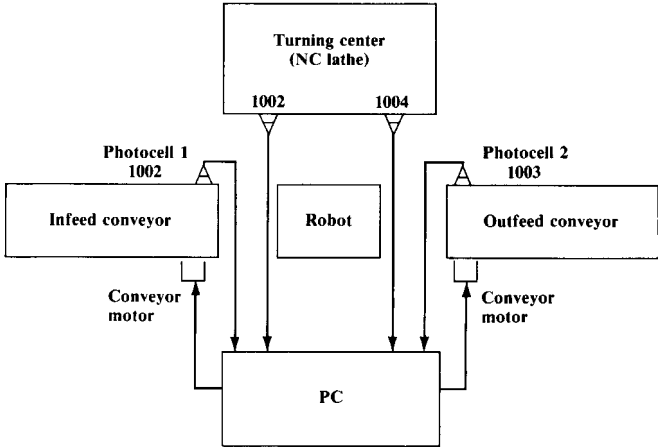 Turning center
(NC lathe)
1002
1004
Photocell 1
1002
Photocell 2
1003
Infeed conveyor
Robot
Outfeed conveyor
Conveyor
motor
Conveyor
motor
PC